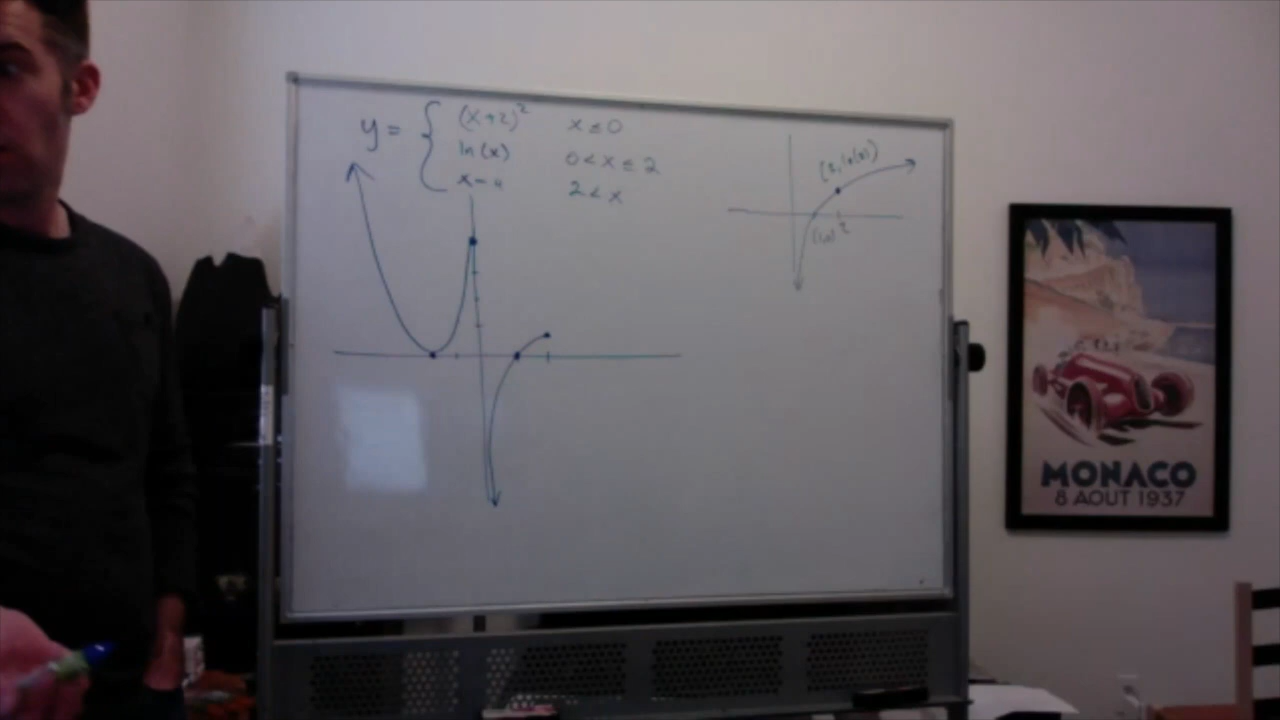 y = { (x+2)² x ≤ 0
ln(x) 0 < x ≤ 2
x - 4 2 < x
(2, ln(2))
(1,0) 2
MONACO
8 AOUT 1937